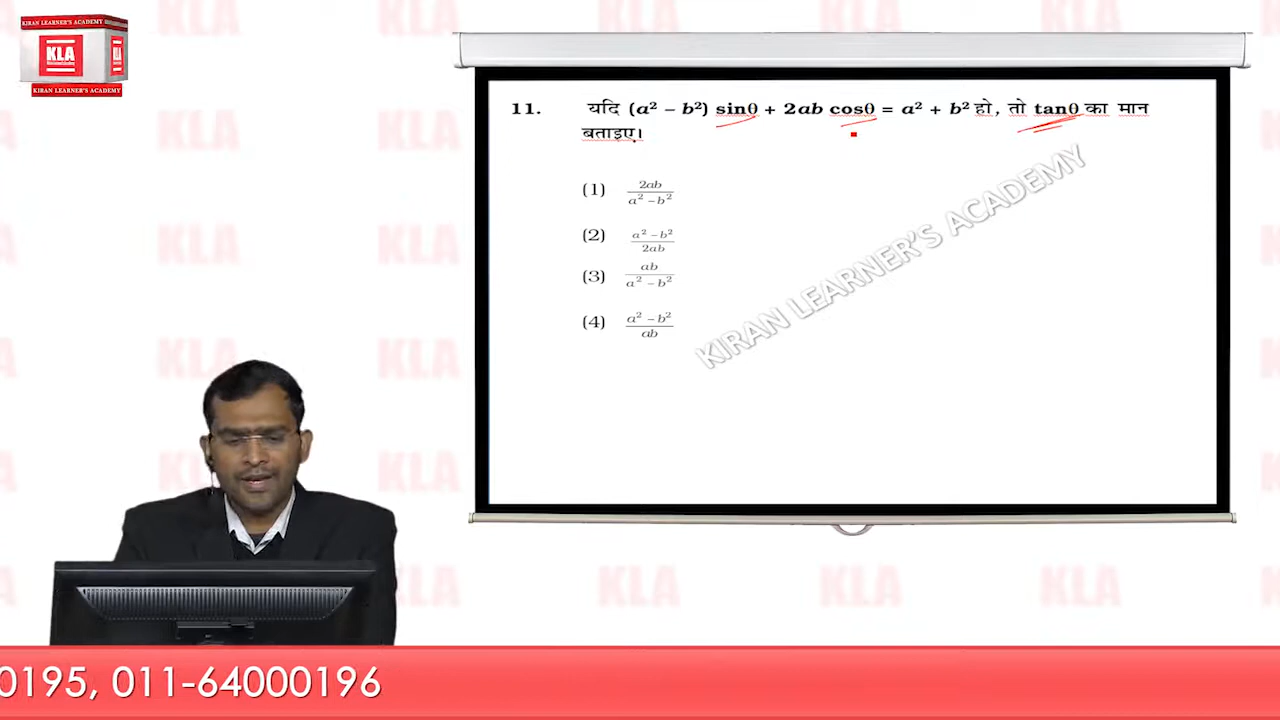 KIRAN LEARNER'S ACADEMY
KLA
KLA
KIRAN LEARNER'S ACADEMY
11. यदि (a² – b²) sinθ + 2ab cosθ = a² + b² हो, तो tanθ का मान
बताइए।
(1) 2ab / a² – b²
(2) a² – b² / 2ab
(3) ab / a² – b²
(4) a² – b² / ab
KIRAN LEARNER'S ACADEMY
0195, 011-64000196